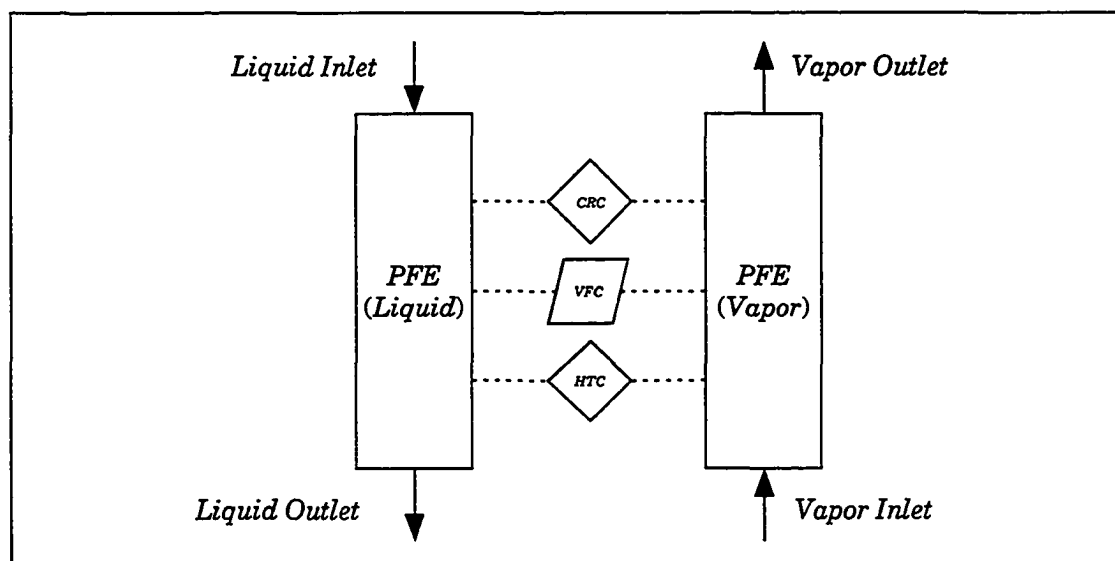 Liquid Inlet
Vapor Outlet
CRC
PFE
(Liquid)
VFC
PFE
(Vapor)
HTC
Liquid Outlet
Vapor Inlet